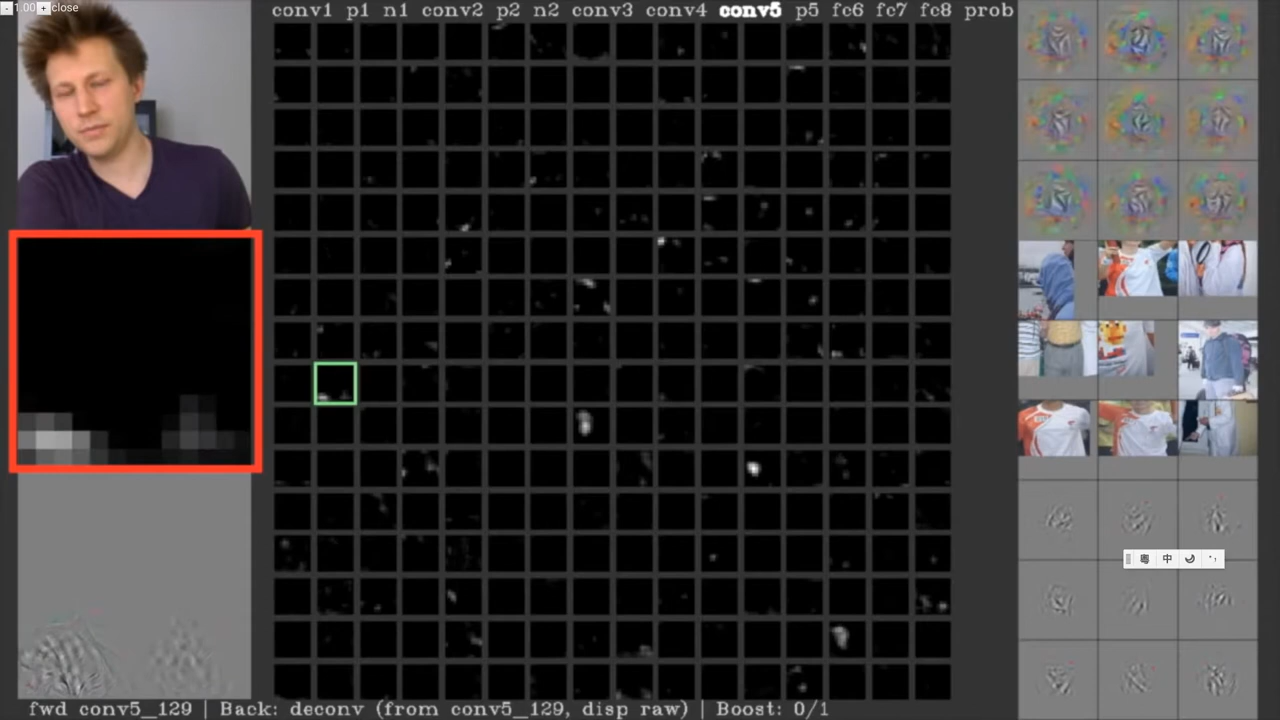 - 1.00 + close
conv1 p1 n1 conv2 p2 n2 conv3 conv4 conv5 p5 fc6 fc7 fc8 prob
粤 中
fwd conv5_129 | Back: deconv (from conv5_129, disp raw) | Boost: 0/1